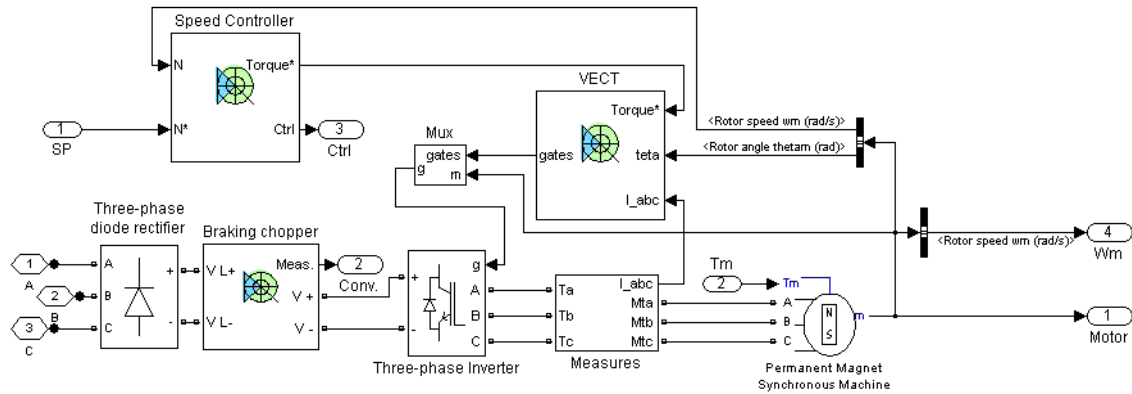 Speed Controller
N
Torque*
N*
Ctrl
1
SP
3
Ctrl
VECT
Torque*
gates
teta
I_abc
<Rotor speed wm (rad/s)>
<Rotor angle thetam (rad)>
Mux
gates
g
m
<Rotor speed wm (rad/s)>
4
Wm
Three-phase
diode rectifier
1
A
2
B
3
C
A
B
C
+
-
Braking chopper
V L+
V L-
Meas.
V +
V -
2
Conv.
+
-
g
A
B
C
Three-phase Inverter
Ta
Tb
Tc
I_abc
Mta
Mtb
Mtc
Measures
Tm
2
Tm
A
B
C
N
S
m
Permanent Magnet
Synchronous Machine
1
Motor